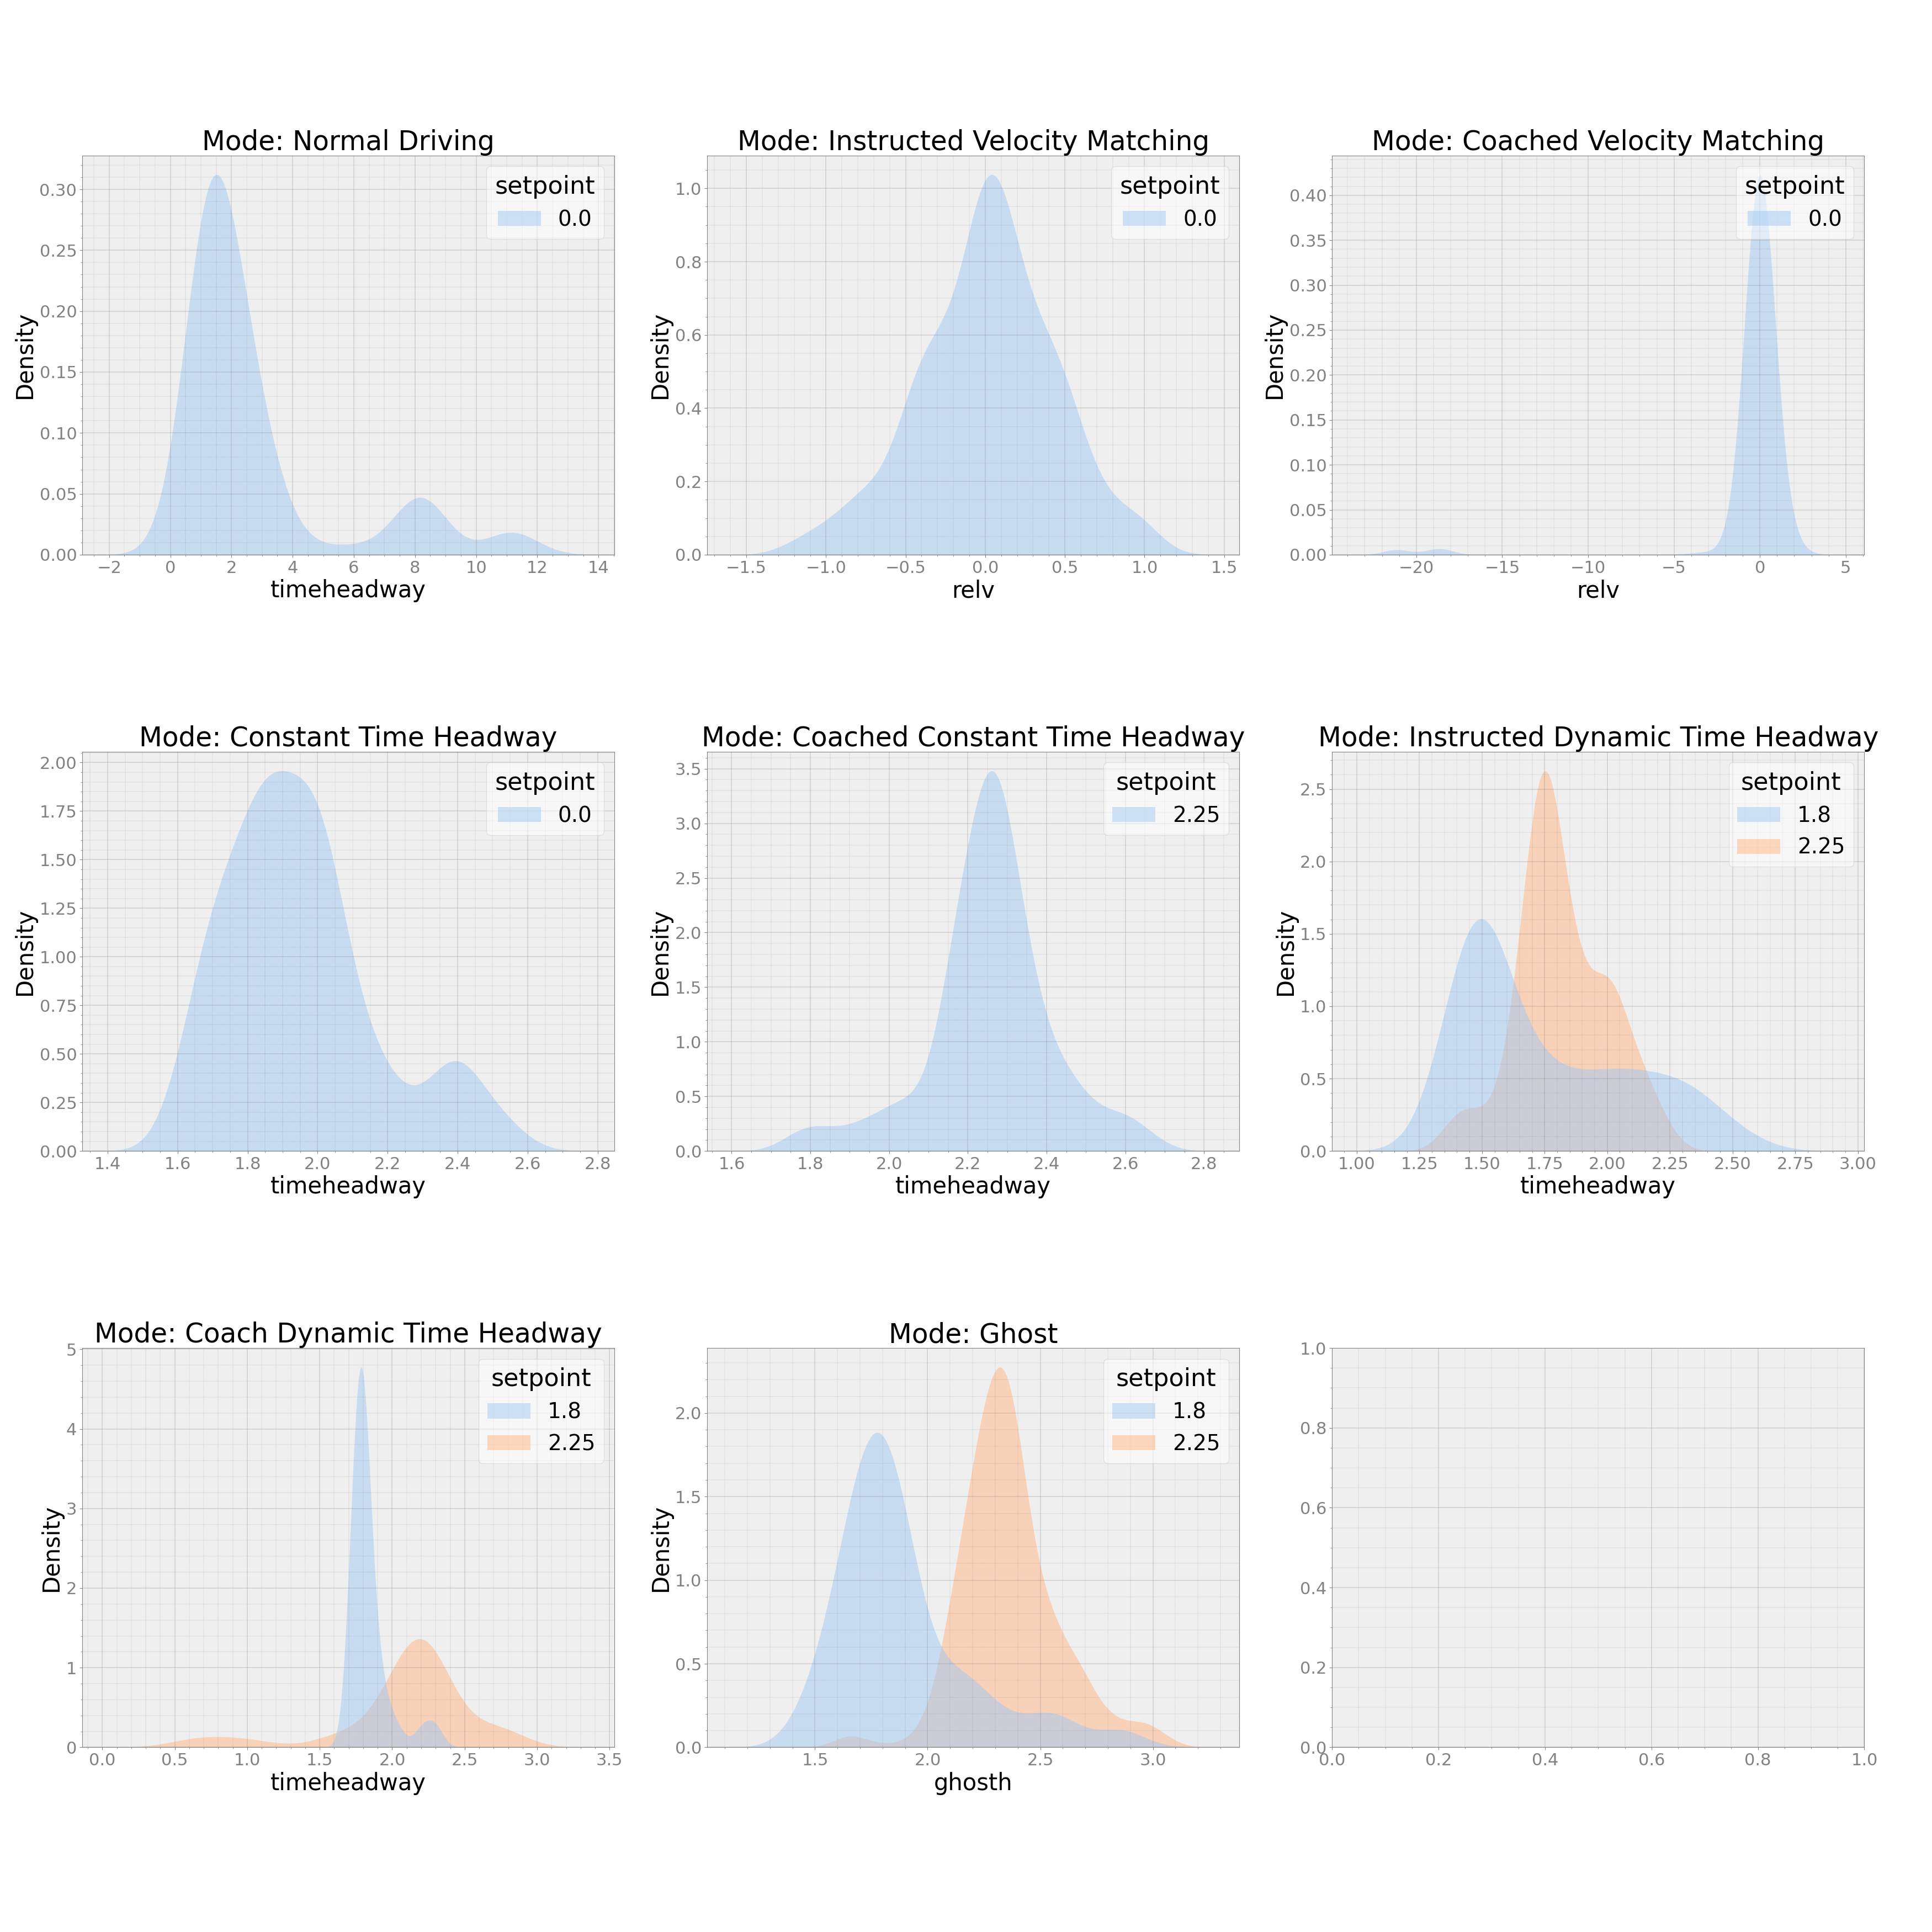 Mode: Normal Driving
Density
0.30
0.25
0.20
0.15
0.10
0.05
0.00
setpoint
0.0
−2 0 2 4 6 8 10 12 14
timeheadway
Mode: Instructed Velocity Matching
Density
1.0
0.8
0.6
0.4
0.2
0.0
setpoint
0.0
−1.5 −1.0 −0.5 0.0 0.5 1.0 1.5
relv
Mode: Coached Velocity Matching
Density
0.40
0.35
0.30
0.25
0.20
0.15
0.10
0.05
0.00
setpoint
0.0
−20 −15 −10 −5 0 5
relv
Mode: Constant Time Headway
Density
2.00
1.75
1.50
1.25
1.00
0.75
0.50
0.25
0.00
setpoint
0.0
1.4 1.6 1.8 2.0 2.2 2.4 2.6 2.8
timeheadway
Mode: Coached Constant Time Headway
Density
3.5
3.0
2.5
2.0
1.5
1.0
0.5
0.0
setpoint
2.25
1.6 1.8 2.0 2.2 2.4 2.6 2.8
timeheadway
Mode: Instructed Dynamic Time Headway
Density
2.5
2.0
1.5
1.0
0.5
0.0
setpoint
1.8
2.25
1.00 1.25 1.50 1.75 2.00 2.25 2.50 2.75 3.00
timeheadway
Mode: Coach Dynamic Time Headway
Density
5
4
3
2
1
0
setpoint
1.8
2.25
0.0 0.5 1.0 1.5 2.0 2.5 3.0 3.5
timeheadway
Mode: Ghost
Density
2.0
1.5
1.0
0.5
0.0
setpoint
1.8
2.25
1.5 2.0 2.5 3.0
ghosth
1.0
0.8
0.6
0.4
0.2
0.0
0.0 0.2 0.4 0.6 0.8 1.0